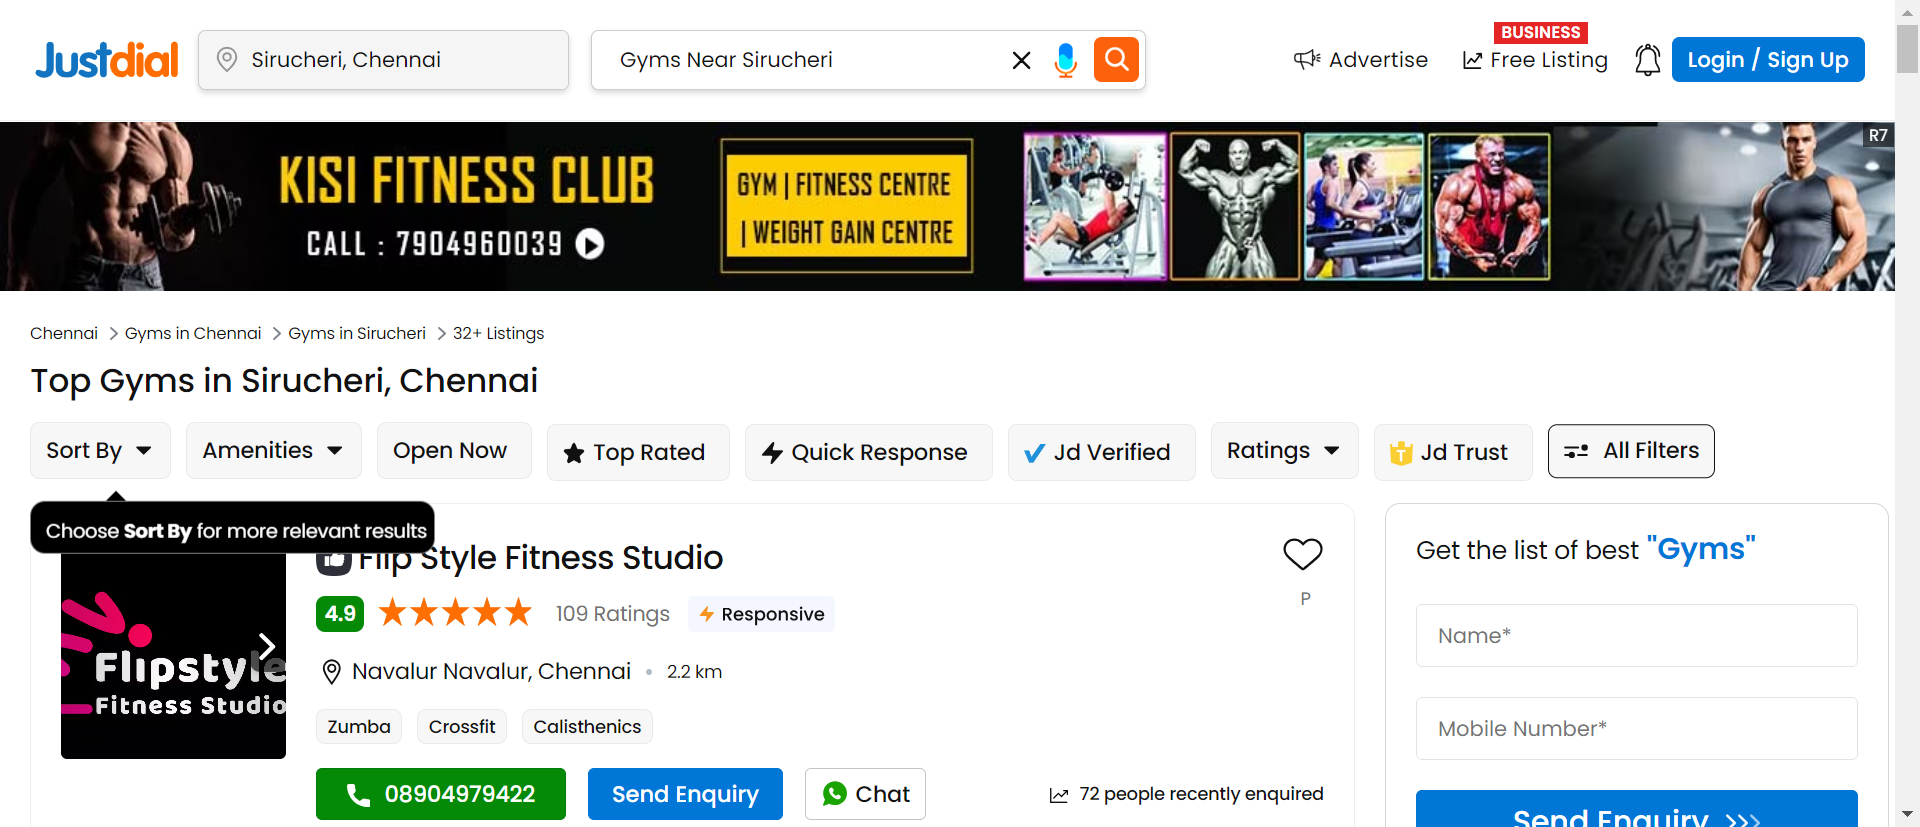 Justdial
Sirucheri, Chennai
Gyms Near Sirucheri
Advertise
BUSINESS
Free Listing
Login / Sign Up
KISI FITNESS CLUB
CALL : 7904960039
GYM | FITNESS CENTRE
| WEIGHT GAIN CENTRE
R7
Chennai > Gyms in Chennai > Gyms in Sirucheri > 32+ Listings
Top Gyms in Sirucheri, Chennai
Sort By
Amenities
Open Now
Top Rated
Quick Response
Jd Verified
Ratings
Jd Trust
All Filters
Choose Sort By for more relevant results
Flip Style Fitness Studio
P
4.9
109 Ratings
Responsive
Navalur Navalur, Chennai • 2.2 km
Zumba
Crossfit
Calisthenics
08904979422
Send Enquiry
Chat
72 people recently enquired
Flipstyle
Fitness Studio
Get the list of best "Gyms"
Name*
Mobile Number*
Send Enquiry